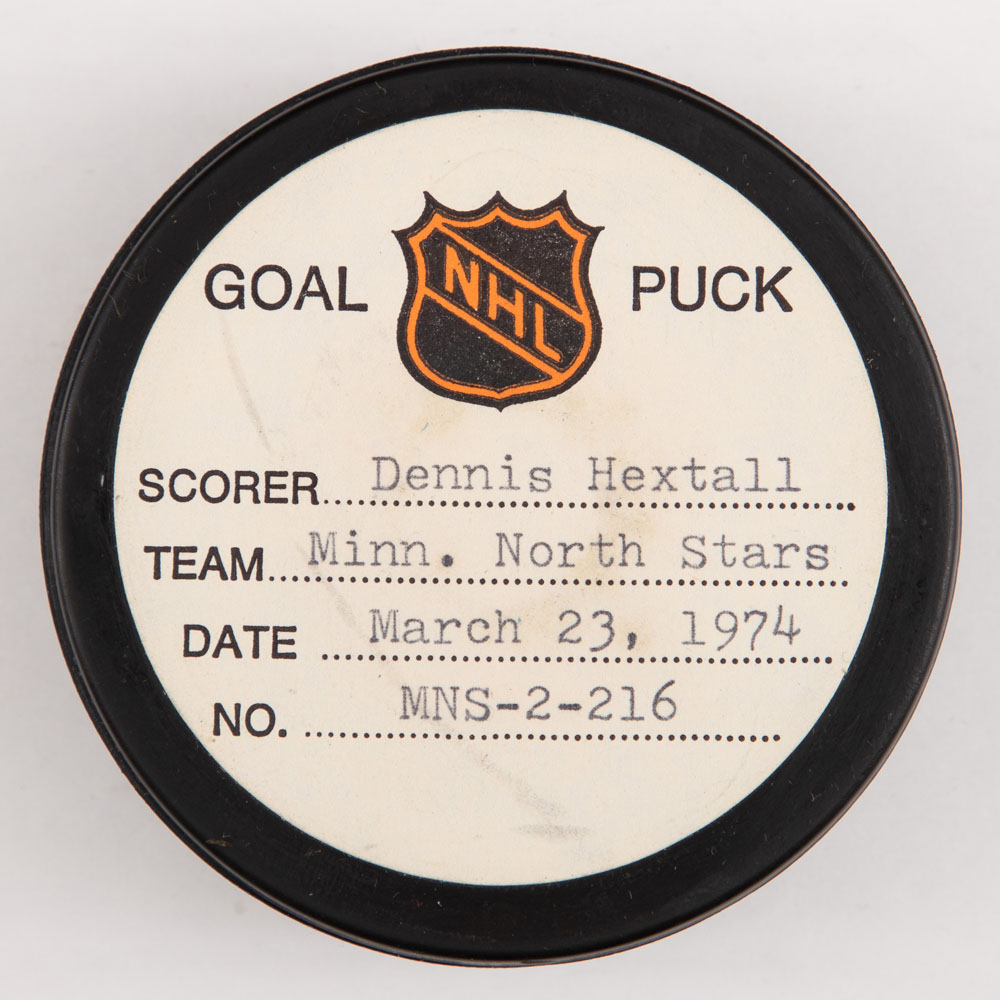 GOAL NHL PUCK
SCORER....Dennis Hextall
TEAM....Minn. North Stars
DATE ....March 23, 1974
NO. ....MNS-2-216